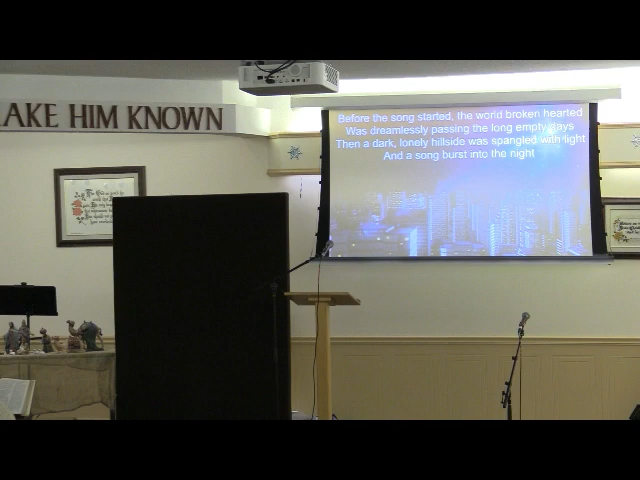 AKE HIM KNOWN
Before the song started, the world broken hearted
Was dreamlessly passing the long empty days
Then a dark, lonely hillside was spangled with light
And a song burst into the night